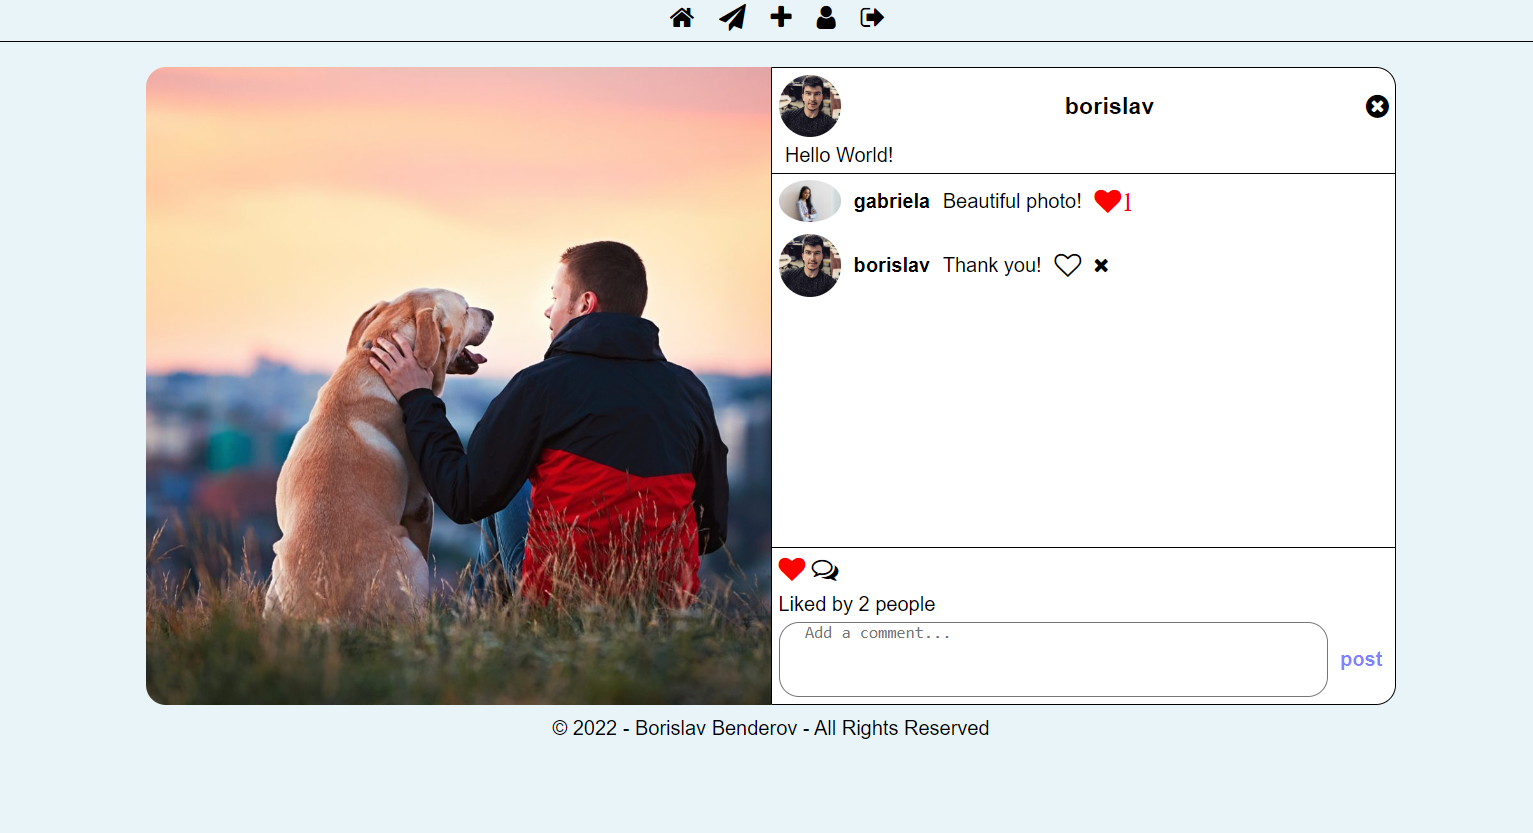 borislav
Hello World!
gabriela Beautiful photo! 1
borislav Thank you!
Liked by 2 people
Add a comment...
post
© 2022 - Borislav Benderov - All Rights Reserved